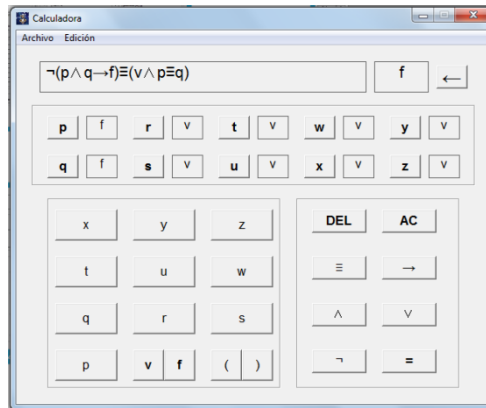 Calculadora
Archivo Edición
¬(p∧q→f)≡(v∧p≡q) f ←
p f r v t v w v y v
q f s v u v x v z v
x y z DEL AC
t u w ≡ →
q r s ∧ ∨
p v f ( ) ¬ =